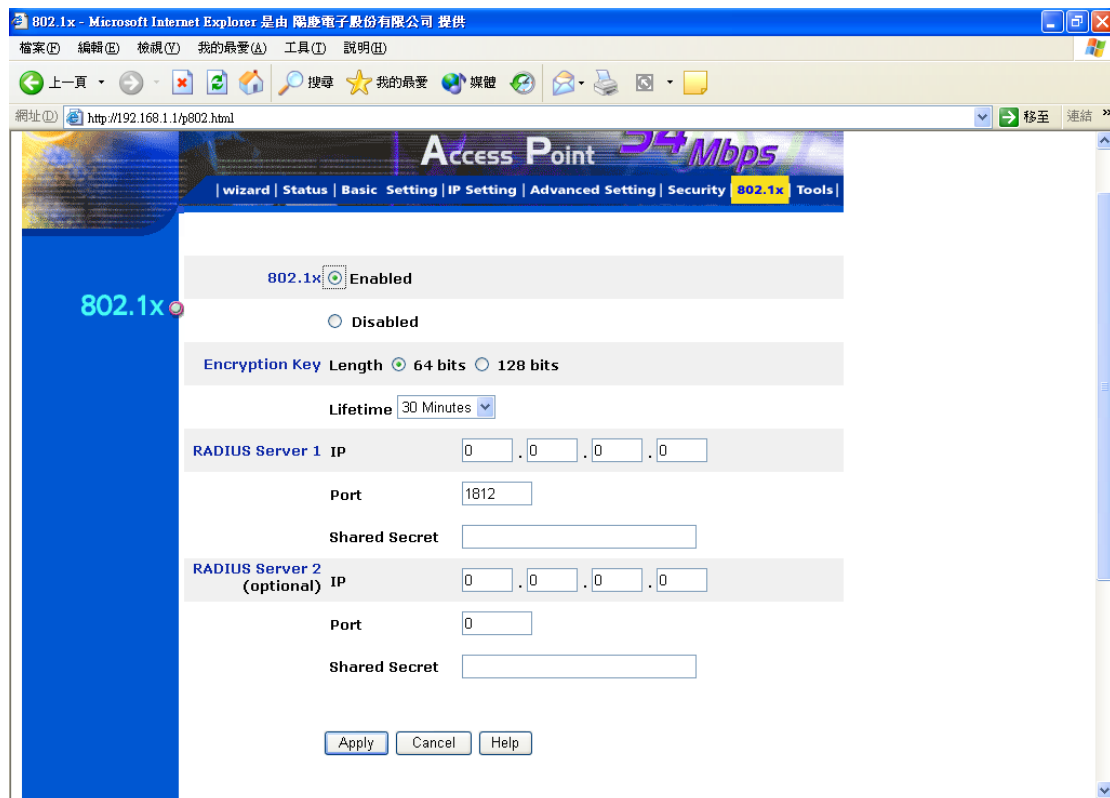 802.1x - Microsoft Internet Explorer 是由 陽慶電子股份有限公司 提供
檔案(F) 編輯(E) 檢視(V) 我的最愛(A) 工具(T) 說明(H)
上一頁 搜尋 我的最愛 媒體
網址(D) http://192.168.1.1/p802.html 移至 連結 »
Access Point 54 Mbps
|wizard | Status | Basic Setting |IP Setting | Advanced Setting| Security |802.1x| Tools|
802.1x Enabled
802.1x
Disabled
Encryption Key Length 64 bits 128 bits
Lifetime 30 Minutes
RADIUS Server 1 IP 0 . 0 . 0 . 0
Port 1812
Shared Secret
RADIUS Server 2
(optional) IP 0 . 0 . 0 . 0
Port 0
Shared Secret
Apply Cancel Help